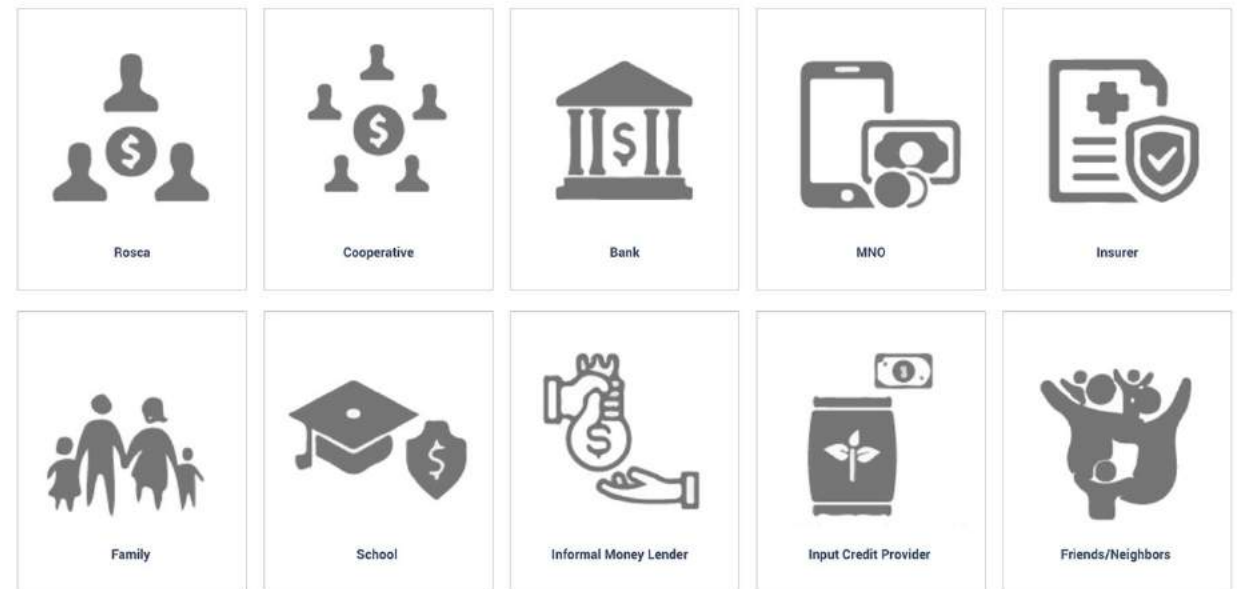 Rosca
Cooperative
Bank
MNO
Insurer
Family
School
Informal Money Lender
Input Credit Provider
Friends/Neighbors